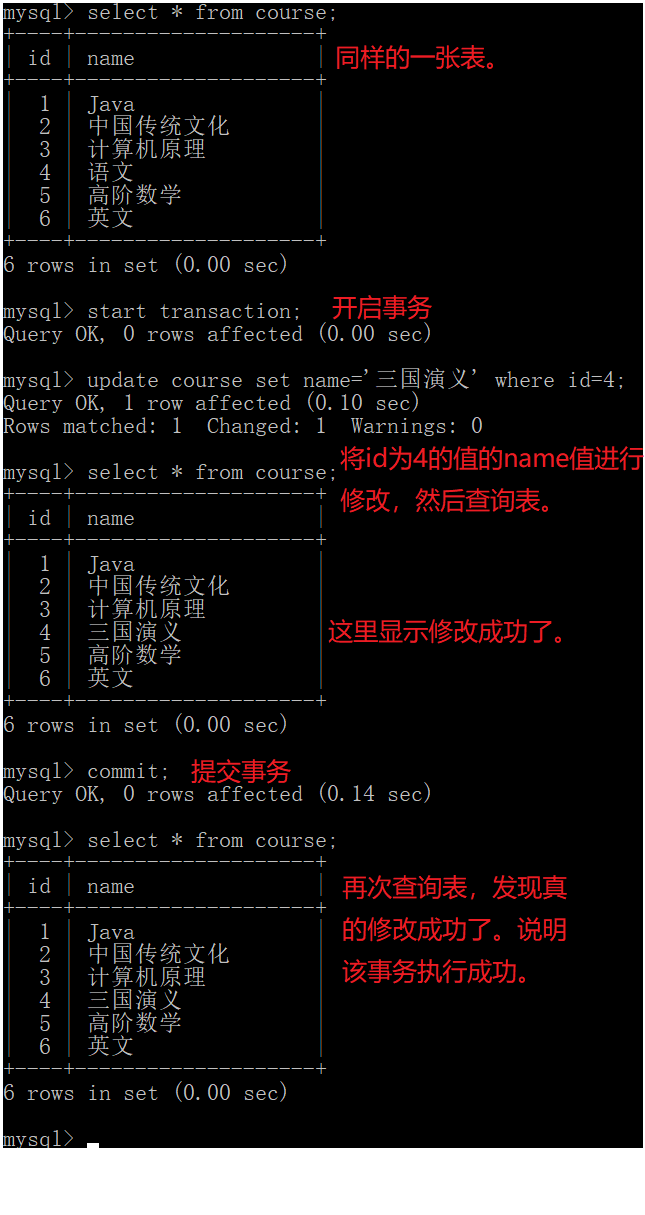 mysql> select * from course;
+----+--------------------+
| id | name               | 同样的一张表。
+----+--------------------+
| 1 | Java               |
| 2 | 中国传统文化       |
| 3 | 计算机原理         |
| 4 | 语文               |
| 5 | 高阶数学           |
| 6 | 英文               |
+----+--------------------+
6 rows in set (0.00 sec)
mysql> start transaction; 开启事务
Query OK, 0 rows affected (0.00 sec)
mysql> update course set name='三国演义' where id=4;
Query OK, 1 row affected (0.10 sec)
Rows matched: 1  Changed: 1  Warnings: 0
将id为4的值的name值进行
修改，然后查询表。
mysql> select * from course;
+----+--------------------+
| id | name               |
+----+--------------------+
| 1 | Java               |
| 2 | 中国传统文化       |
| 3 | 计算机原理         |
| 4 | 三国演义           | 这里显示修改成功了。
| 5 | 高阶数学           |
| 6 | 英文               |
+----+--------------------+
6 rows in set (0.00 sec)
mysql> commit; 提交事务
Query OK, 0 rows affected (0.14 sec)
mysql> select * from course;
+----+--------------------+
| id | name               |
+----+--------------------+
| 1 | Java               |
| 2 | 中国传统文化       |
| 3 | 计算机原理         |
| 4 | 三国演义           |
| 5 | 高阶数学           |
| 6 | 英文               |
+----+--------------------+
再次查询表，发现真
的修改成功了。说明
该事务执行成功。
6 rows in set (0.00 sec)
mysql>